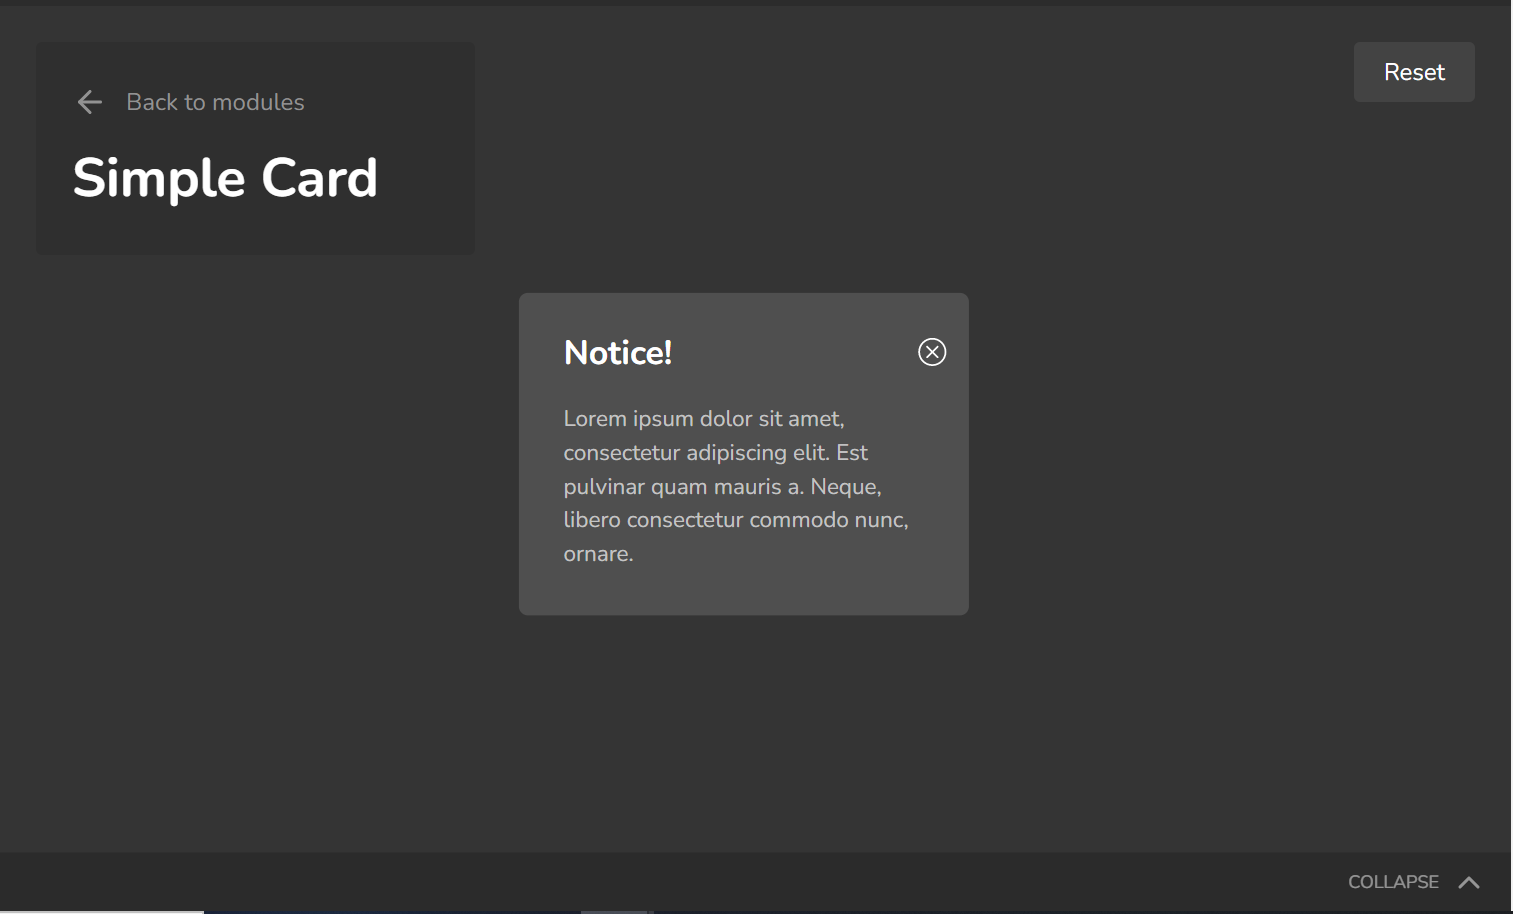 Back to modules
Simple Card
Reset
Notice!
Lorem ipsum dolor sit amet,
consectetur adipiscing elit. Est
pulvinar quam mauris a. Neque,
libero consectetur commodo nunc,
ornare.
COLLAPSE